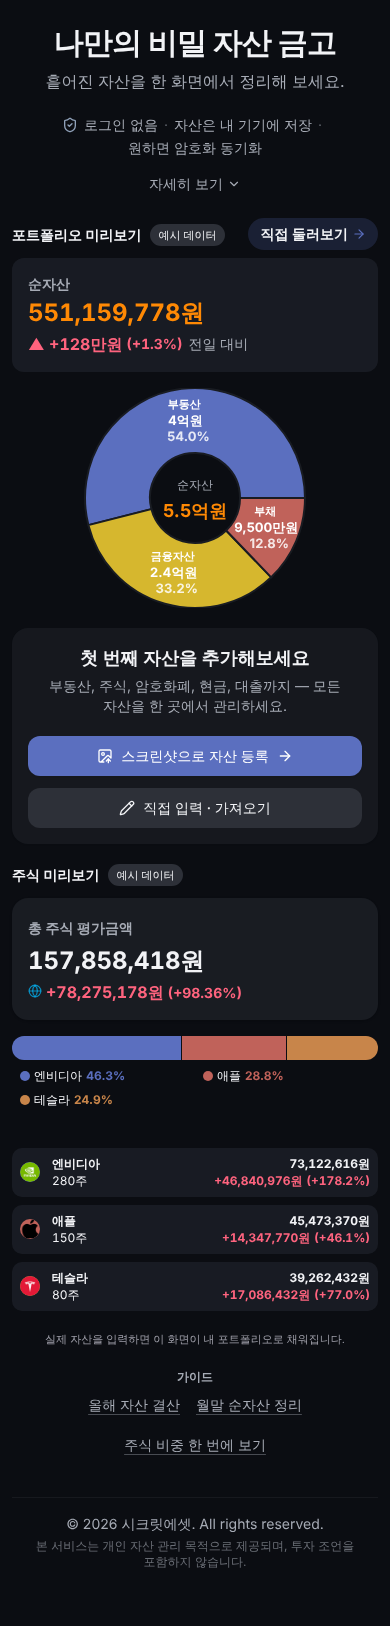 나만의 비밀 자산 금고
흩어진 자산을 한 화면에서 정리해 보세요.
로그인 없음 · 자산은 내 기기에 저장 ·
원하면 암호화 동기화
자세히 보기
포트폴리오 미리보기 예시 데이터 직접 둘러보기 →
순자산
551,159,778원
▲ +128만원 (+1.3%) 전일 대비
부동산
4억원
54.0%
순자산
5.5억원
부채
9,500만원
12.8%
금융자산
2.4억원
33.2%
첫 번째 자산을 추가해보세요
부동산, 주식, 암호화폐, 현금, 대출까지 — 모든
자산을 한 곳에서 관리하세요.
스크린샷으로 자산 등록 →
직접 입력 · 가져오기
주식 미리보기 예시 데이터
총 주식 평가금액
157,858,418원
+78,275,178원 (+98.36%)
엔비디아 46.3% 애플 28.8%
테슬라 24.9%
엔비디아 73,122,616원
280주 +46,840,976원 (+178.2%)
애플 45,473,370원
150주 +14,347,770원 (+46.1%)
테슬라 39,262,432원
80주 +17,086,432원 (+77.0%)
실제 자산을 입력하면 이 화면이 내 포트폴리오로 채워집니다.
가이드
올해 자산 결산 월말 순자산 정리
주식 비중 한 번에 보기
© 2026 시크릿에셋. All rights reserved.
본 서비스는 개인 자산 관리 목적으로 제공되며, 투자 조언을
포함하지 않습니다.